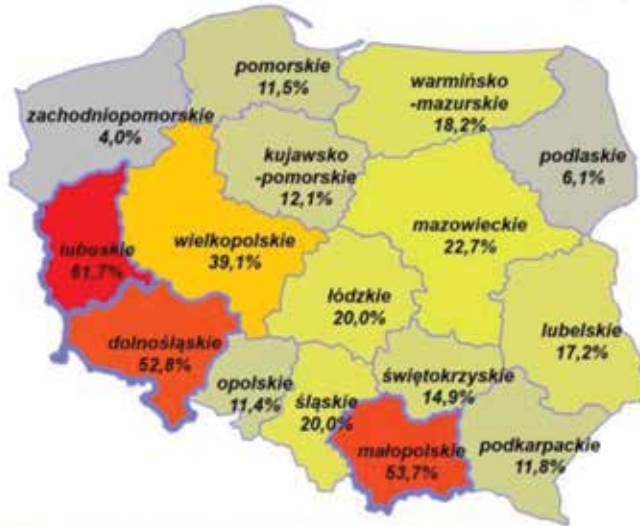 pomorskie
11,5%
warmińsko
-mazurskie
18,2%
zachodniopomorskie
4,0%
kujawsko
-pomorskie
12,1%
podlaskie
6,1%
lubuskie
61,7%
wielkopolskie
39,1%
mazowieckie
22,7%
łódzkie
20,0%
dolnośląskie
52,8%
lubelskie
17,2%
opolskie
11,4%
śląskie
20,0%
świętokrzyskie
14,9%
małopolskie
53,7%
podkarpackie
11,8%